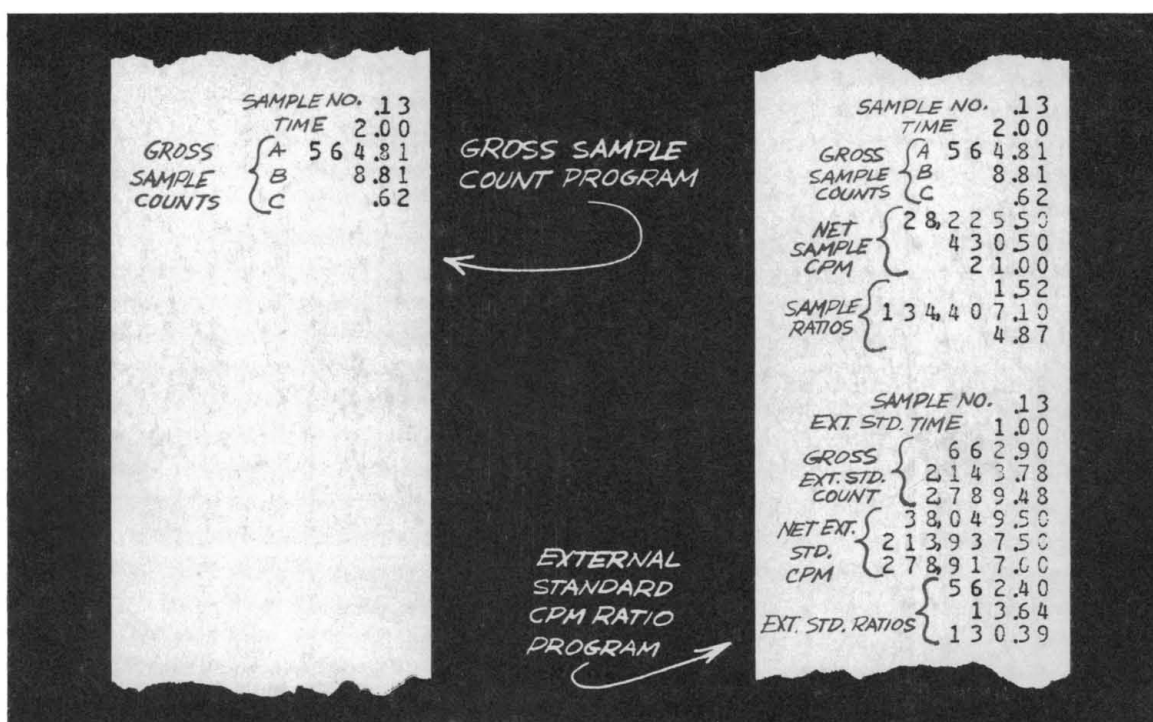 SAMPLE NO. .13
TIME 2.00
GROSS SAMPLE COUNTS
A 564.81
B 8.81
C .62
GROSS SAMPLE
COUNT PROGRAM
SAMPLE NO. .13
TIME 2.00
GROSS SAMPLE COUNTS
A 564.81
B 8.81
C .62
NET SAMPLE CPM
28,225.50
430.50
21.00
SAMPLE RATIOS
1.52
134,407.10
4.87
SAMPLE NO. .13
EXT. STD. TIME 1.00
GROSS EXT. STD. COUNT
662.90
2,143.78
2,789.48
NET EXT. STD. CPM
38,049.50
213,937.50
278,917.00
EXT. STD. RATIOS
562.40
13.64
130.39
EXTERNAL
STANDARD
CPM RATIO
PROGRAM